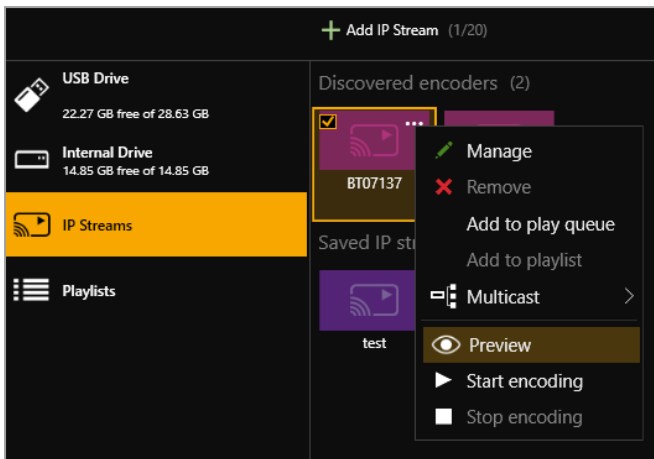 Add IP Stream (1/20)
USB Drive
22.27 GB free of 28.63 GB
Internal Drive
14.85 GB free of 14.85 GB
IP Streams
Playlists
Discovered encoders (2)
BT07137
Saved IP str
test
Manage
Remove
Add to play queue
Add to playlist
Multicast
Preview
Start encoding
Stop encoding